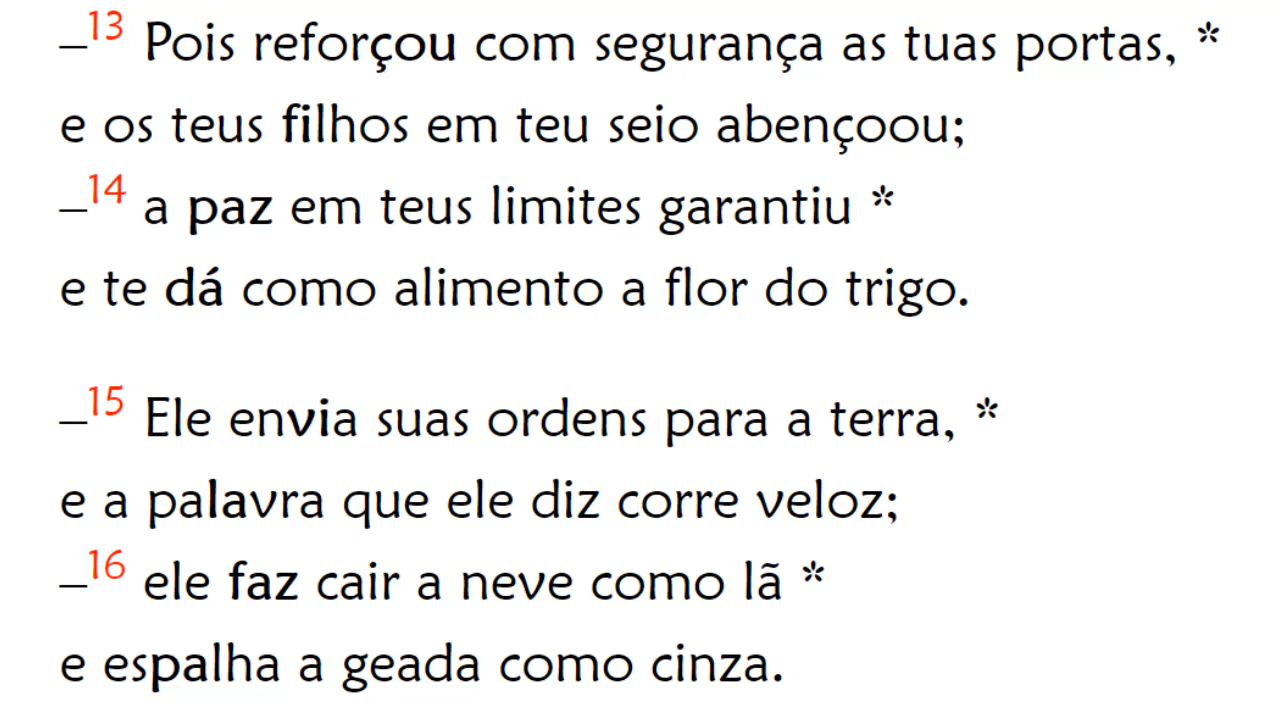 –13 Pois reforçou com segurança as tuas portas, *
e os teus filhos em teu seio abençoou;
–14 a paz em teus limites garantiu *
e te dá como alimento a flor do trigo.
–15 Ele envia suas ordens para a terra, *
e a palavra que ele diz corre veloz;
–16 ele faz cair a neve como lã *
e espalha a geada como cinza.